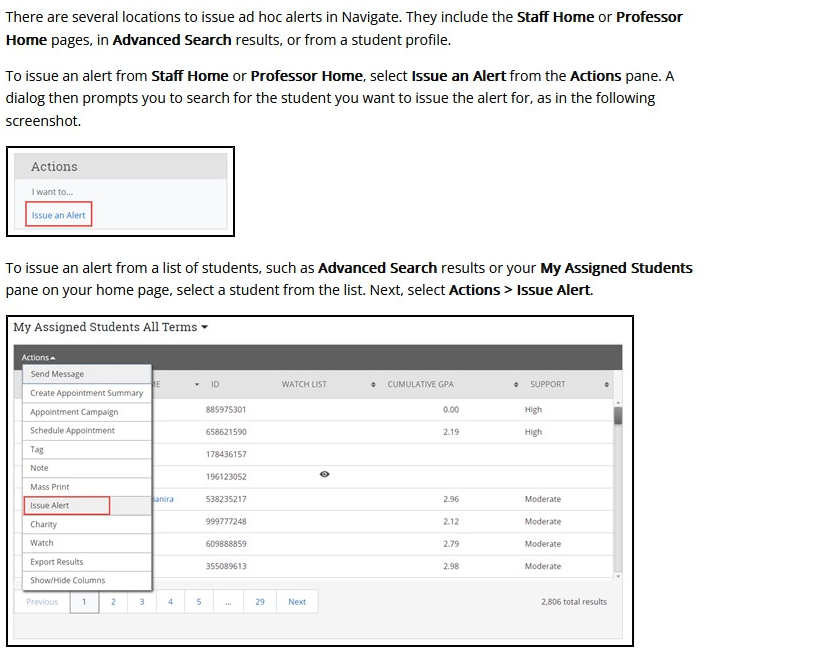 There are several locations to issue ad hoc alerts in Navigate. They include the Staff Home or Professor
Home pages, in Advanced Search results, or from a student profile.
To issue an alert from Staff Home or Professor Home, select Issue an Alert from the Actions pane. A
dialog then prompts you to search for the student you want to issue the alert for, as in the following
screenshot.
Actions
I want to...
Issue an Alert
To issue an alert from a list of students, such as Advanced Search results or your My Assigned Students
pane on your home page, select a student from the list. Next, select Actions > Issue Alert.
My Assigned Students All Terms
Actions
Send Message
Create Appointment Summary
Appointment Campaign
Schedule Appointment
Tag
Note
Mass Print
Issue Alert
Charity
Watch
Export Results
Show/Hide Columns
ME ID WATCH LIST CUMULATIVE GPA SUPPORT
885975301 0.00 High
658621590 2.19 High
178436157
196123052
ianira 538235217 2.96 Moderate
999777248 2.12 Moderate
609888859 2.79 Moderate
355089613 2.98 Moderate
Previous 1 2 3 4 5 ... 29 Next 2,806 total results